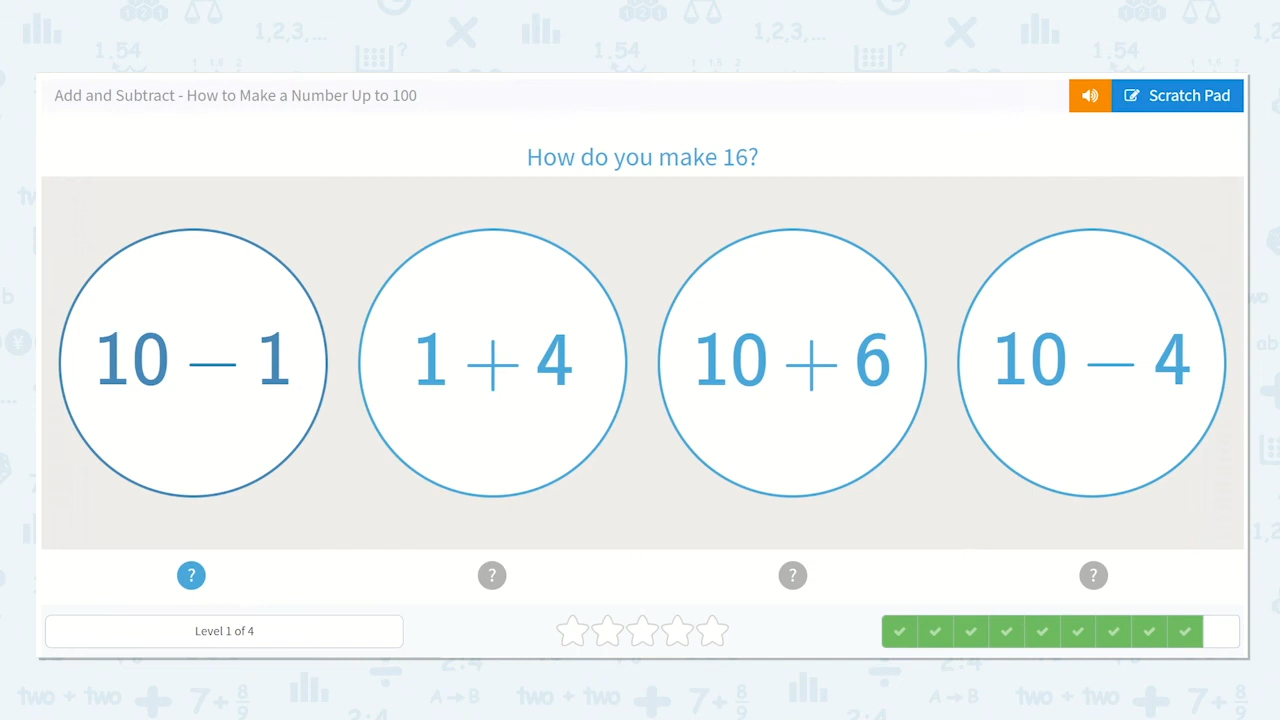 Add and Subtract - How to Make a Number Up to 100
Scratch Pad
How do you make 16?
10 − 1
1 + 4
10 + 6
10 − 4
? ? ? ?
Level 1 of 4